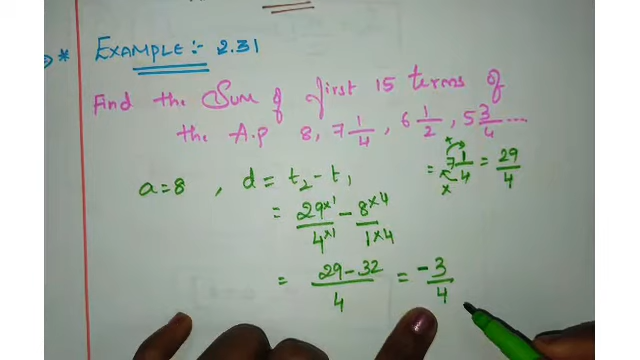 * Example:- 2.31
Find the Sum of first 15 terms of
the A.P 8, 7 1/4, 6 1/2, 5 3/4 ....
a=8 , d = t₂ - t₁
= 7 1/4 = 29/4
= 29×1/4×1 - 8×4/1×4
= 29-32/4 = -3/4